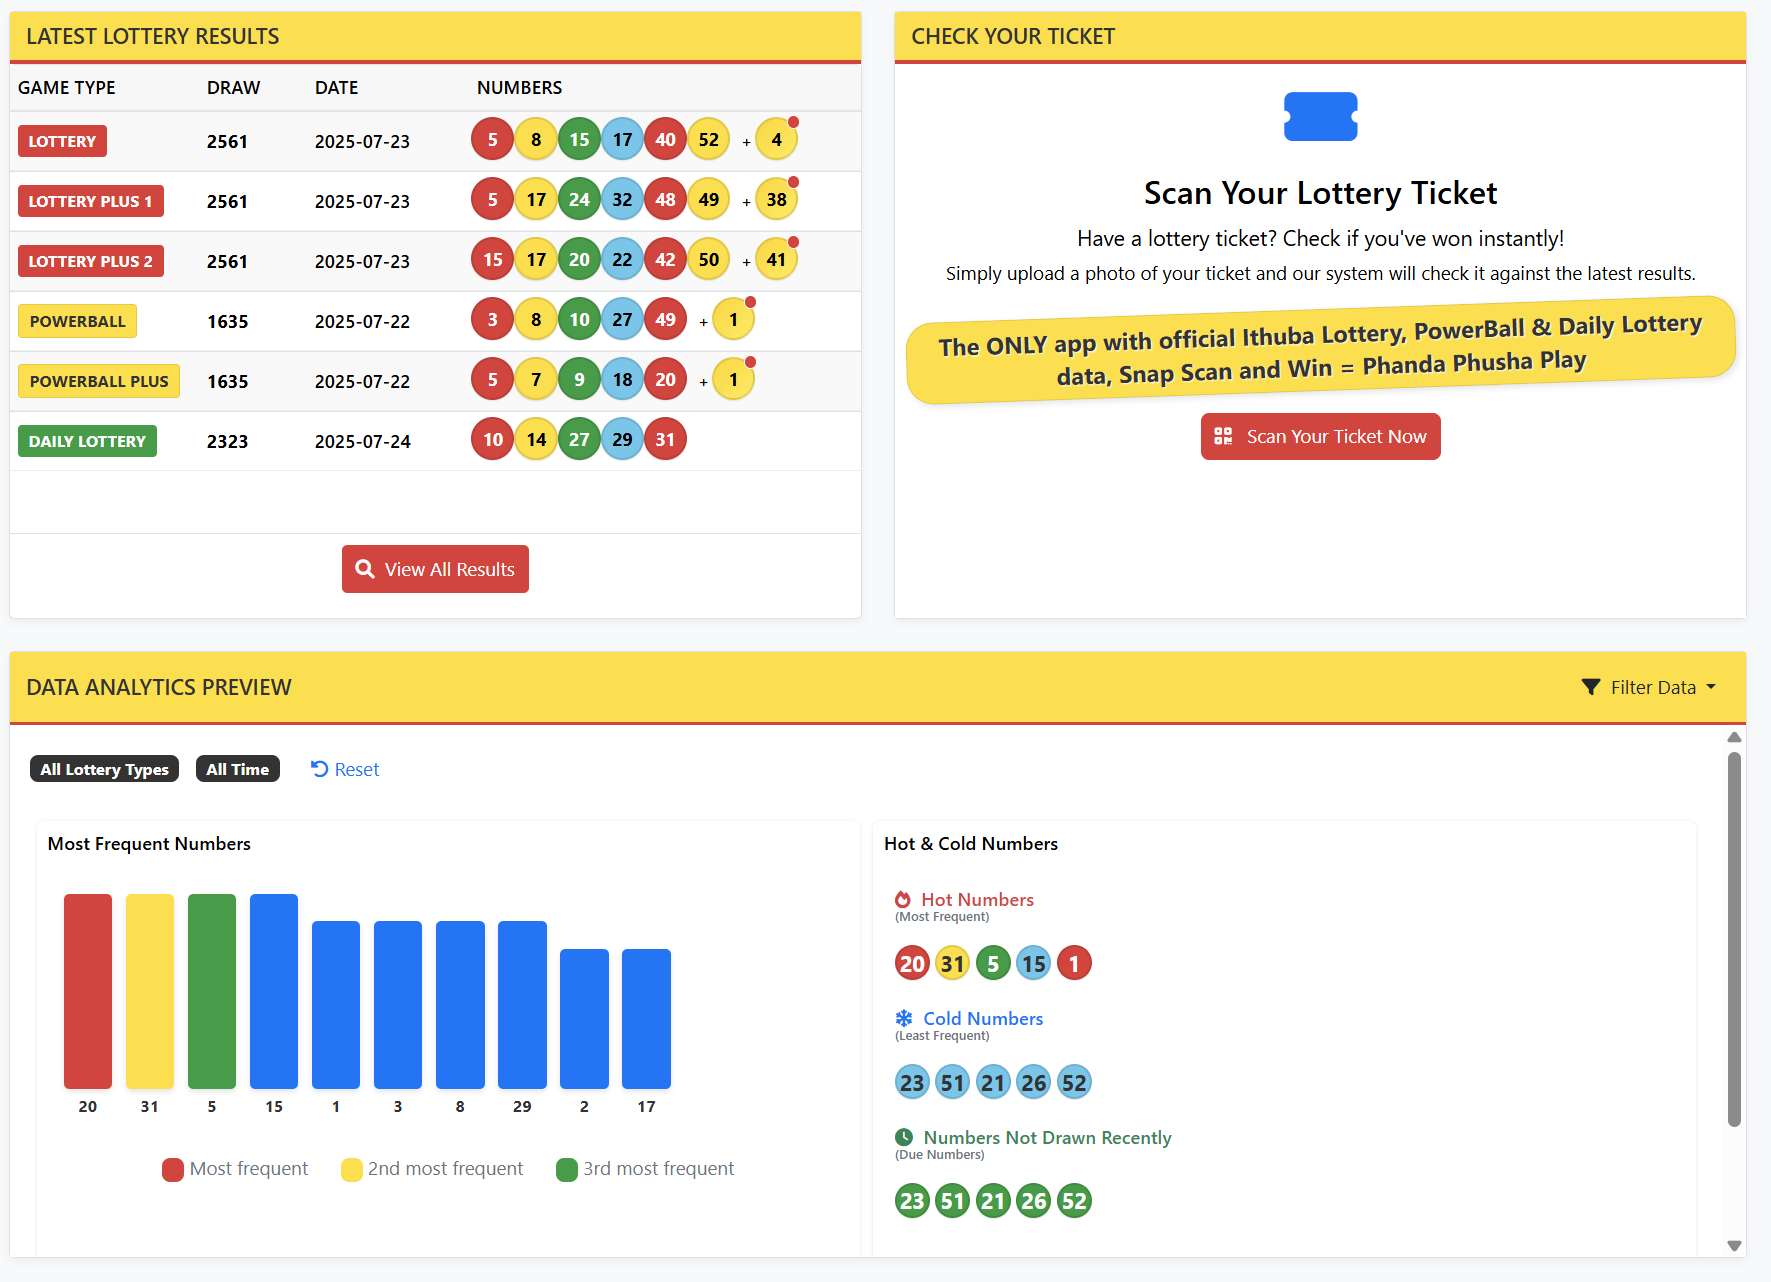 LATEST LOTTERY RESULTS
GAME TYPE DRAW DATE NUMBERS
LOTTERY 2561 2025-07-23 5 8 15 17 40 52 + 4
LOTTERY PLUS 1 2561 2025-07-23 5 17 24 32 48 49 + 38
LOTTERY PLUS 2 2561 2025-07-23 15 17 20 22 42 50 + 41
POWERBALL 1635 2025-07-22 3 8 10 27 49 + 1
POWERBALL PLUS 1635 2025-07-22 5 7 9 18 20 + 1
DAILY LOTTERY 2323 2025-07-24 10 14 27 29 31
View All Results
CHECK YOUR TICKET
Scan Your Lottery Ticket
Have a lottery ticket? Check if you've won instantly!
Simply upload a photo of your ticket and our system will check it against the latest results.
The ONLY app with official Ithuba Lottery, PowerBall & Daily Lottery
data, Snap Scan and Win = Phanda Phusha Play
Scan Your Ticket Now
DATA ANALYTICS PREVIEW
Filter Data
All Lottery Types All Time Reset
Most Frequent Numbers
20 31 5 15 1 3 8 29 2 17
Most frequent 2nd most frequent 3rd most frequent
Hot & Cold Numbers
Hot Numbers
(Most Frequent)
20 31 5 15 1
Cold Numbers
(Least Frequent)
23 51 21 26 52
Numbers Not Drawn Recently
(Due Numbers)
23 51 21 26 52